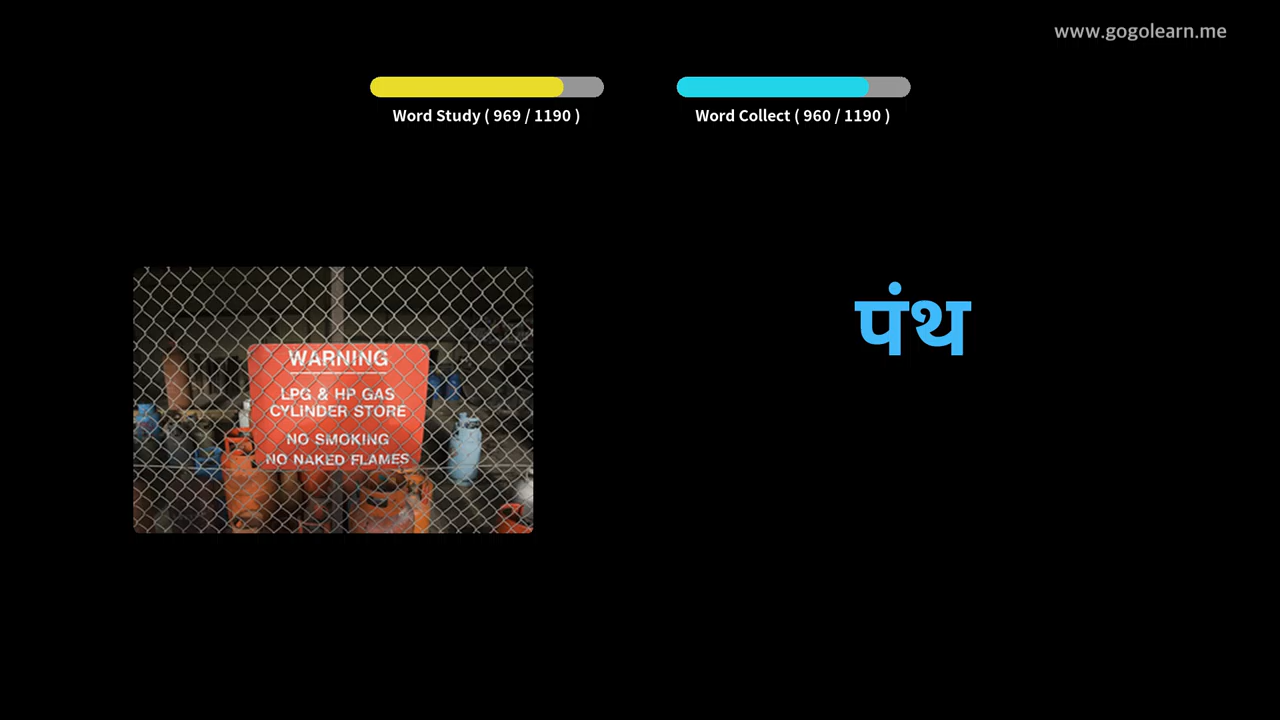 www.gogolearn.me
Word Study ( 969 / 1190 )
Word Collect ( 960 / 1190 )
पंथ
WARNING
LPG & HP GAS
CYLINDER STORE
NO SMOKING
NO NAKED FLAMES